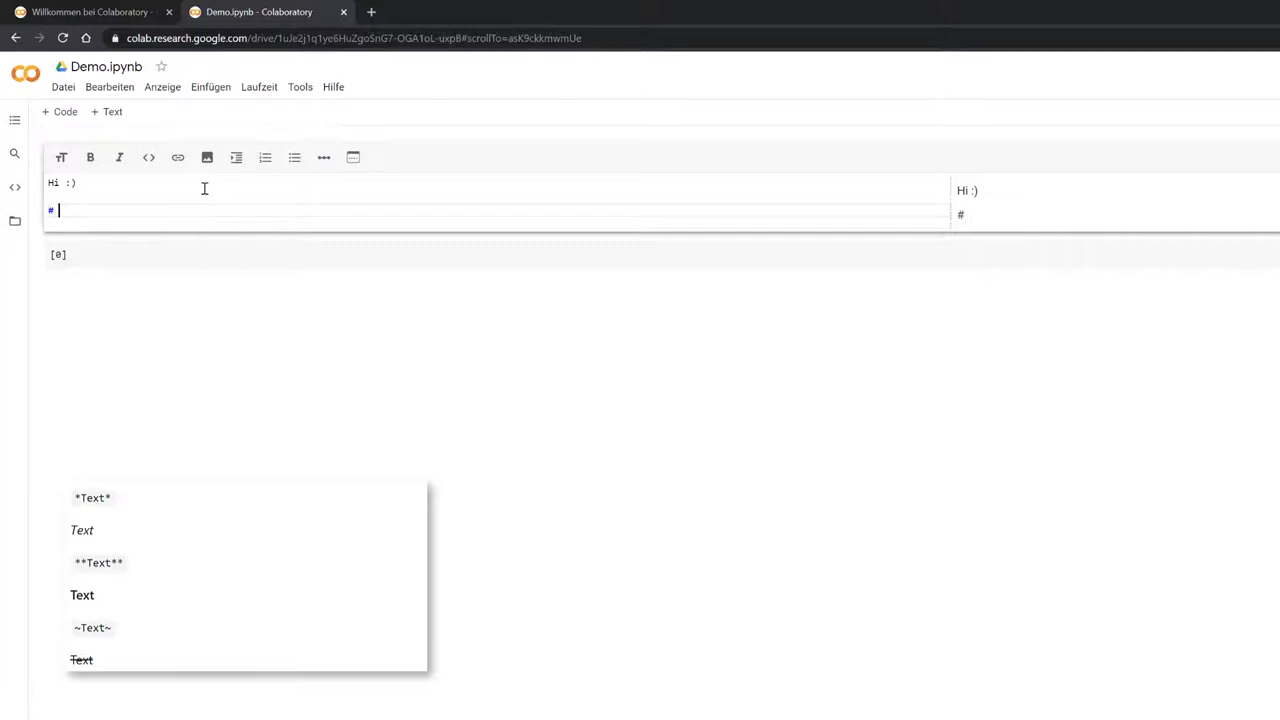 Willkommen bei Colaboratory -
Demo.ipynb - Colaboratory
colab.research.google.com/drive/1uJe2j1q1ye6HuZgo5nG7-OGA1oL-uxpB#scrollTo=asK9ckkmwmUe
Demo.ipynb
Datei Bearbeiten Anzeige Einfügen Laufzeit Tools Hilfe
+ Code + Text
Hi :)
#
Hi :)
#
[0]
*Text*
Text
**Text**
Text
~Text~
Text